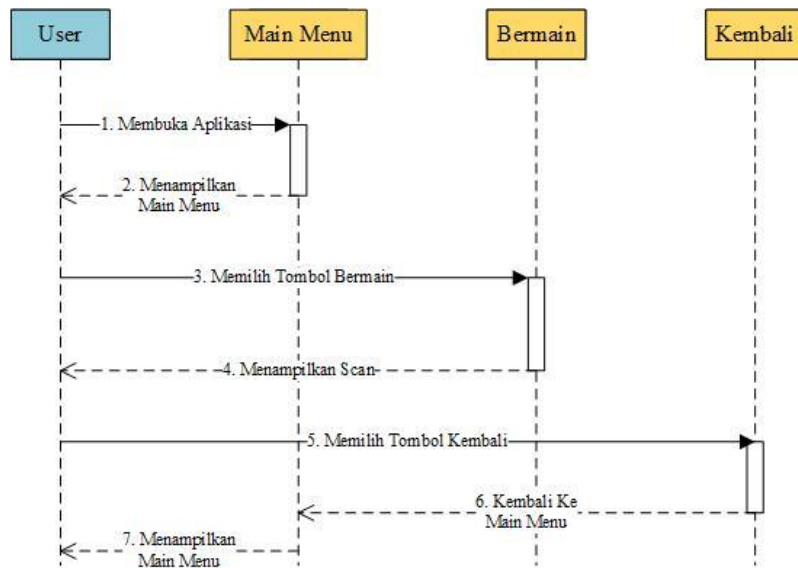 User
Main Menu
Bermain
Kembali
1. Membuka Aplikasi
2. Menampilkan
Main Menu
3. Memilih Tombol Bermain
4. Menampilkan Scan
5. Memilih Tombol Kembali
6. Kembali Ke
Main Menu
7. Menampilkan
Main Menu